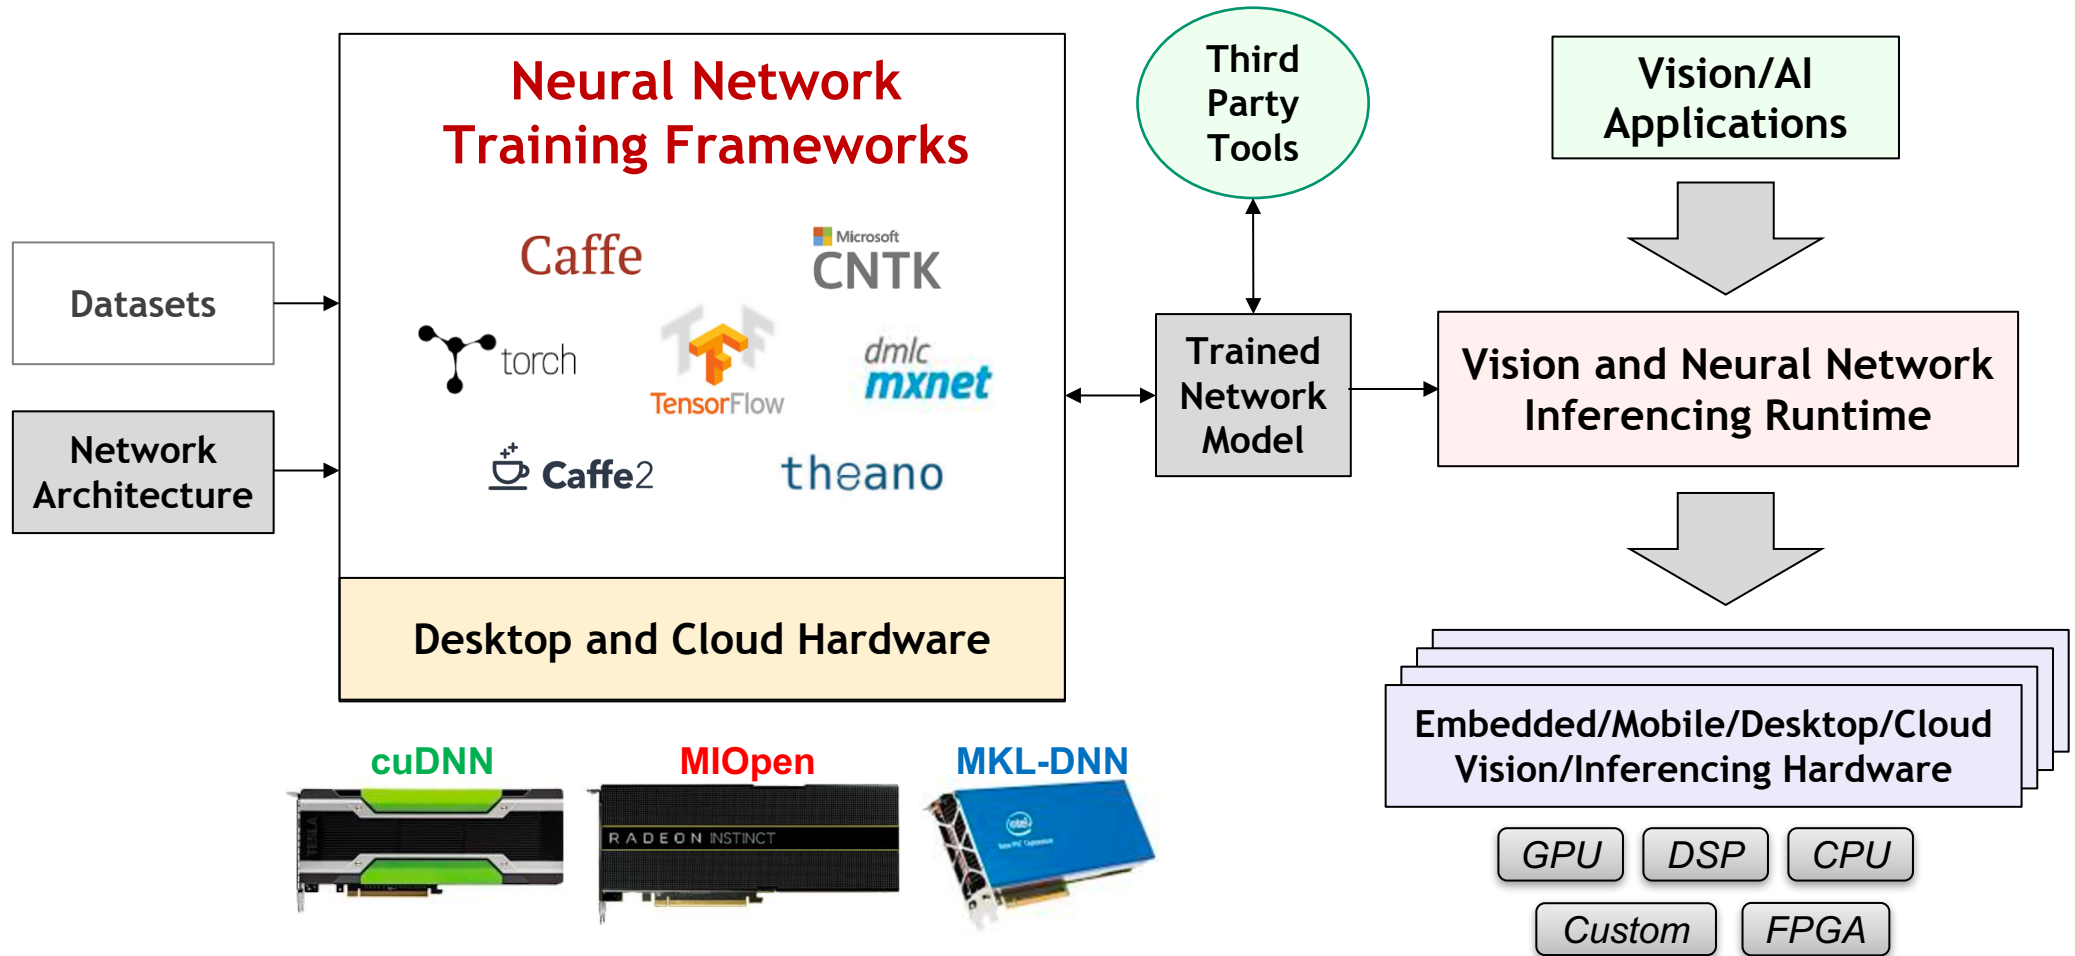 Neural Network
Training Frameworks
Caffe
Microsoft
CNTK
torch
TensorFlow
dmlc
mxnet
Caffe2
theano
Desktop and Cloud Hardware
Datasets
Network
Architecture
cuDNN
MIOpen
MKL-DNN
TESLA
RADEON INSTINCT
intel
Third
Party
Tools
Trained
Network
Model
Vision/AI
Applications
Vision and Neural Network
Inferencing Runtime
Embedded/Mobile/Desktop/Cloud
Vision/Inferencing Hardware
GPU
DSP
CPU
Custom
FPGA